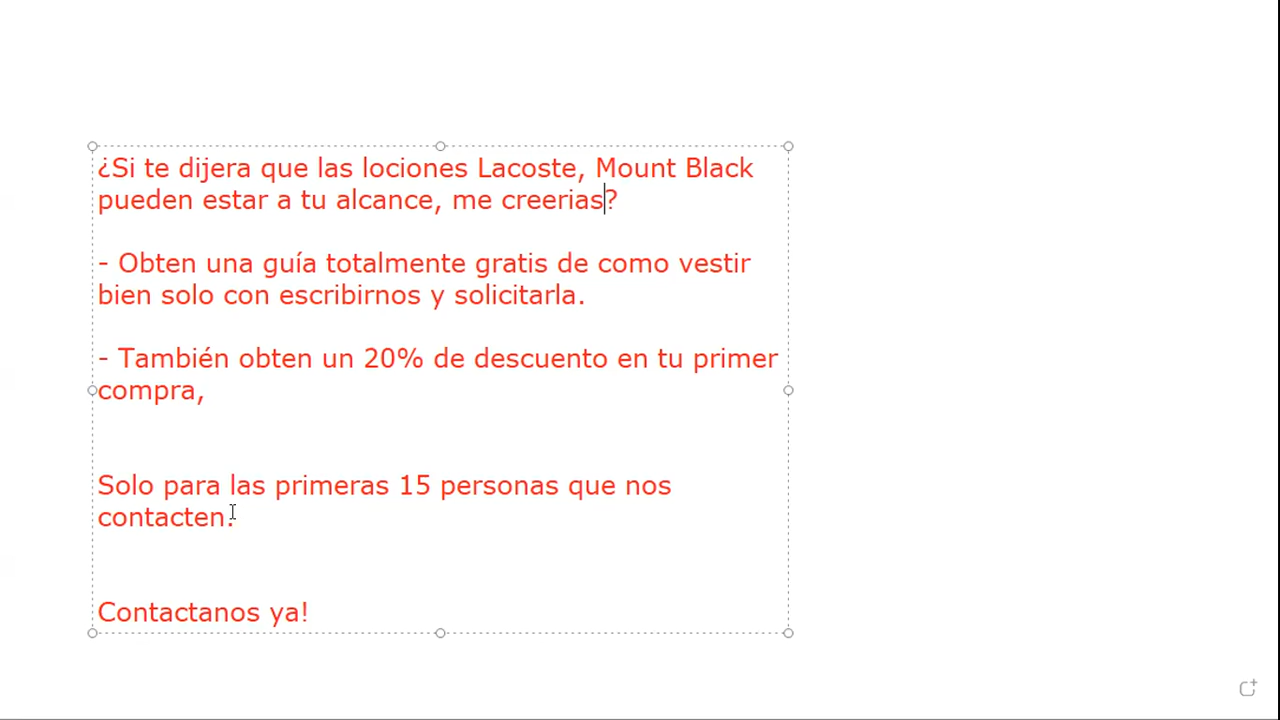 ¿Si te dijera que las lociones Lacoste, Mount Black
pueden estar a tu alcance, me creerias?
- Obten una guía totalmente gratis de como vestir
bien solo con escribirnos y solicitarla.
- También obten un 20% de descuento en tu primer
compra,
Solo para las primeras 15 personas que nos
contacten.
Contactanos ya!